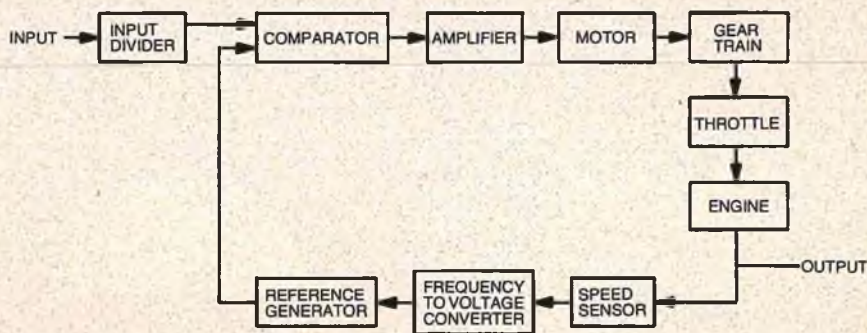 INPUT
INPUT
DIVIDER
COMPARATOR
AMPLIFIER
MOTOR
GEAR
TRAIN
THROTTLE
ENGINE
OUTPUT
SPEED
SENSOR
FREQUENCY
TO VOLTAGE
CONVERTER
REFERENCE
GENERATOR